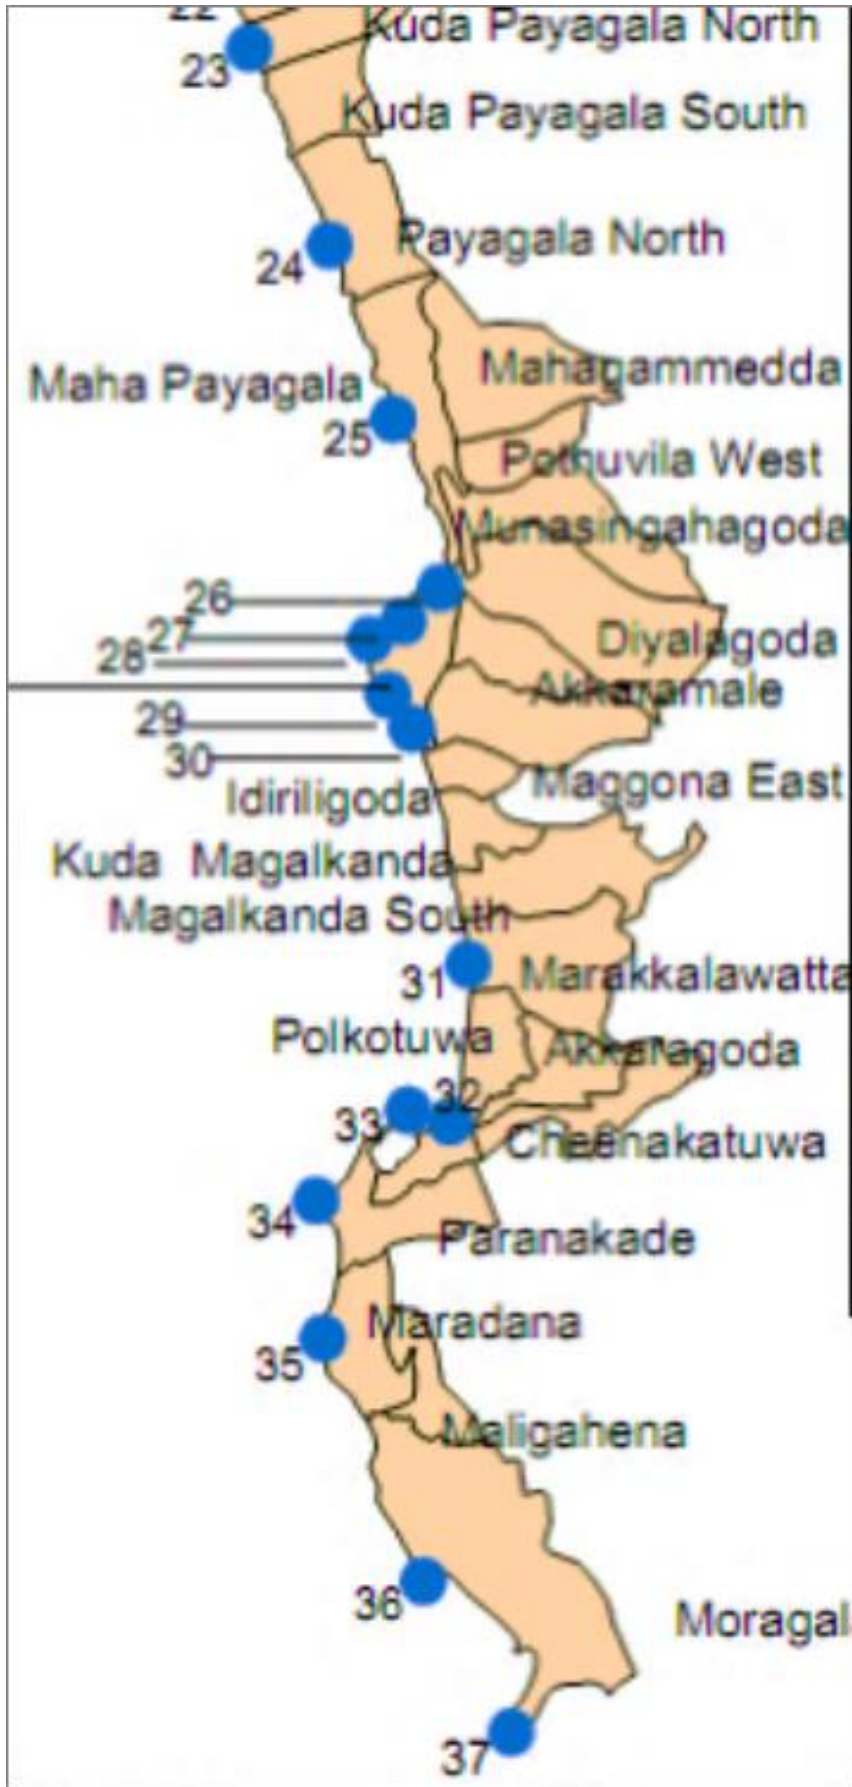 22
Kuda Payagala North
23
Kuda Payagala South
Payagala North
24
Maha Payagala
Mahagammedda
25
Pothuvila West
Munasingahagoda
26
27
28
Diyalagoda
Akkaramale
29
30
Idiriligoda
Maggona East
Kuda Magalkanda
Magalkanda South
31
Marakkalawatta
Polkotuwa
Akkaragoda
32
33
Cheenakatuwa
34
Paranakade
Maradana
35
Maligahena
36
Moragal
37